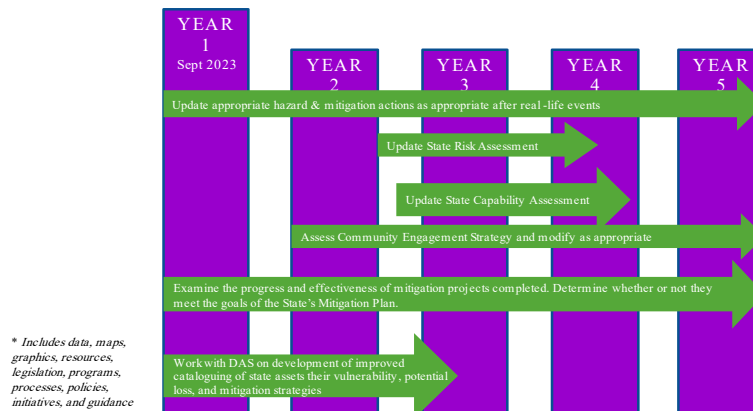 YEAR
1
Sept 2023
YEAR
2
YEAR
3
YEAR
4
YEAR
5
Update appropriate hazard & mitigation actions as appropriate after real -life events
Update State Risk Assessment
Update State Capability Assessment
Assess Community Engagement Strategy and modify as appropriate
Examine the progress and effectiveness of mitigation projects completed. Determine whether or not they
meet the goals of the State’s Mitigation Plan.
* Includes data, maps,
graphics, resources,
legislation, programs,
processes, policies,
initiatives, and guidance
Work with DAS on development of improved
cataloguing of state assets their vulnerability, potential
loss, and mitigation strategies